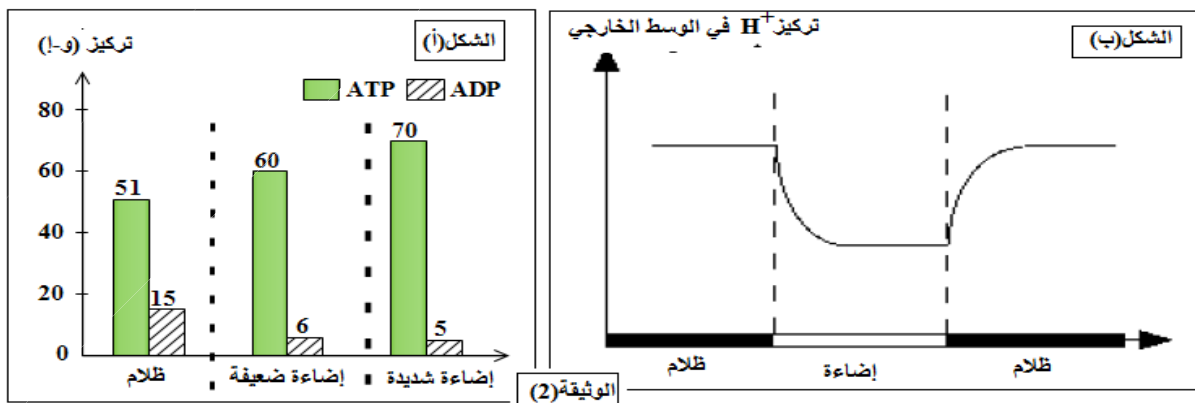 الشكل(أ)
تركيز (و-إ)
ATP
ADP
80
60
40
20
0
51
15
60
6
70
5
ظلام
إضاءة ضعيفة
إضاءة شديدة
الشكل(ب)
تركيز H+ في الوسط الخارجي
ظلام
إضاءة
ظلام
الوثيقة(2)